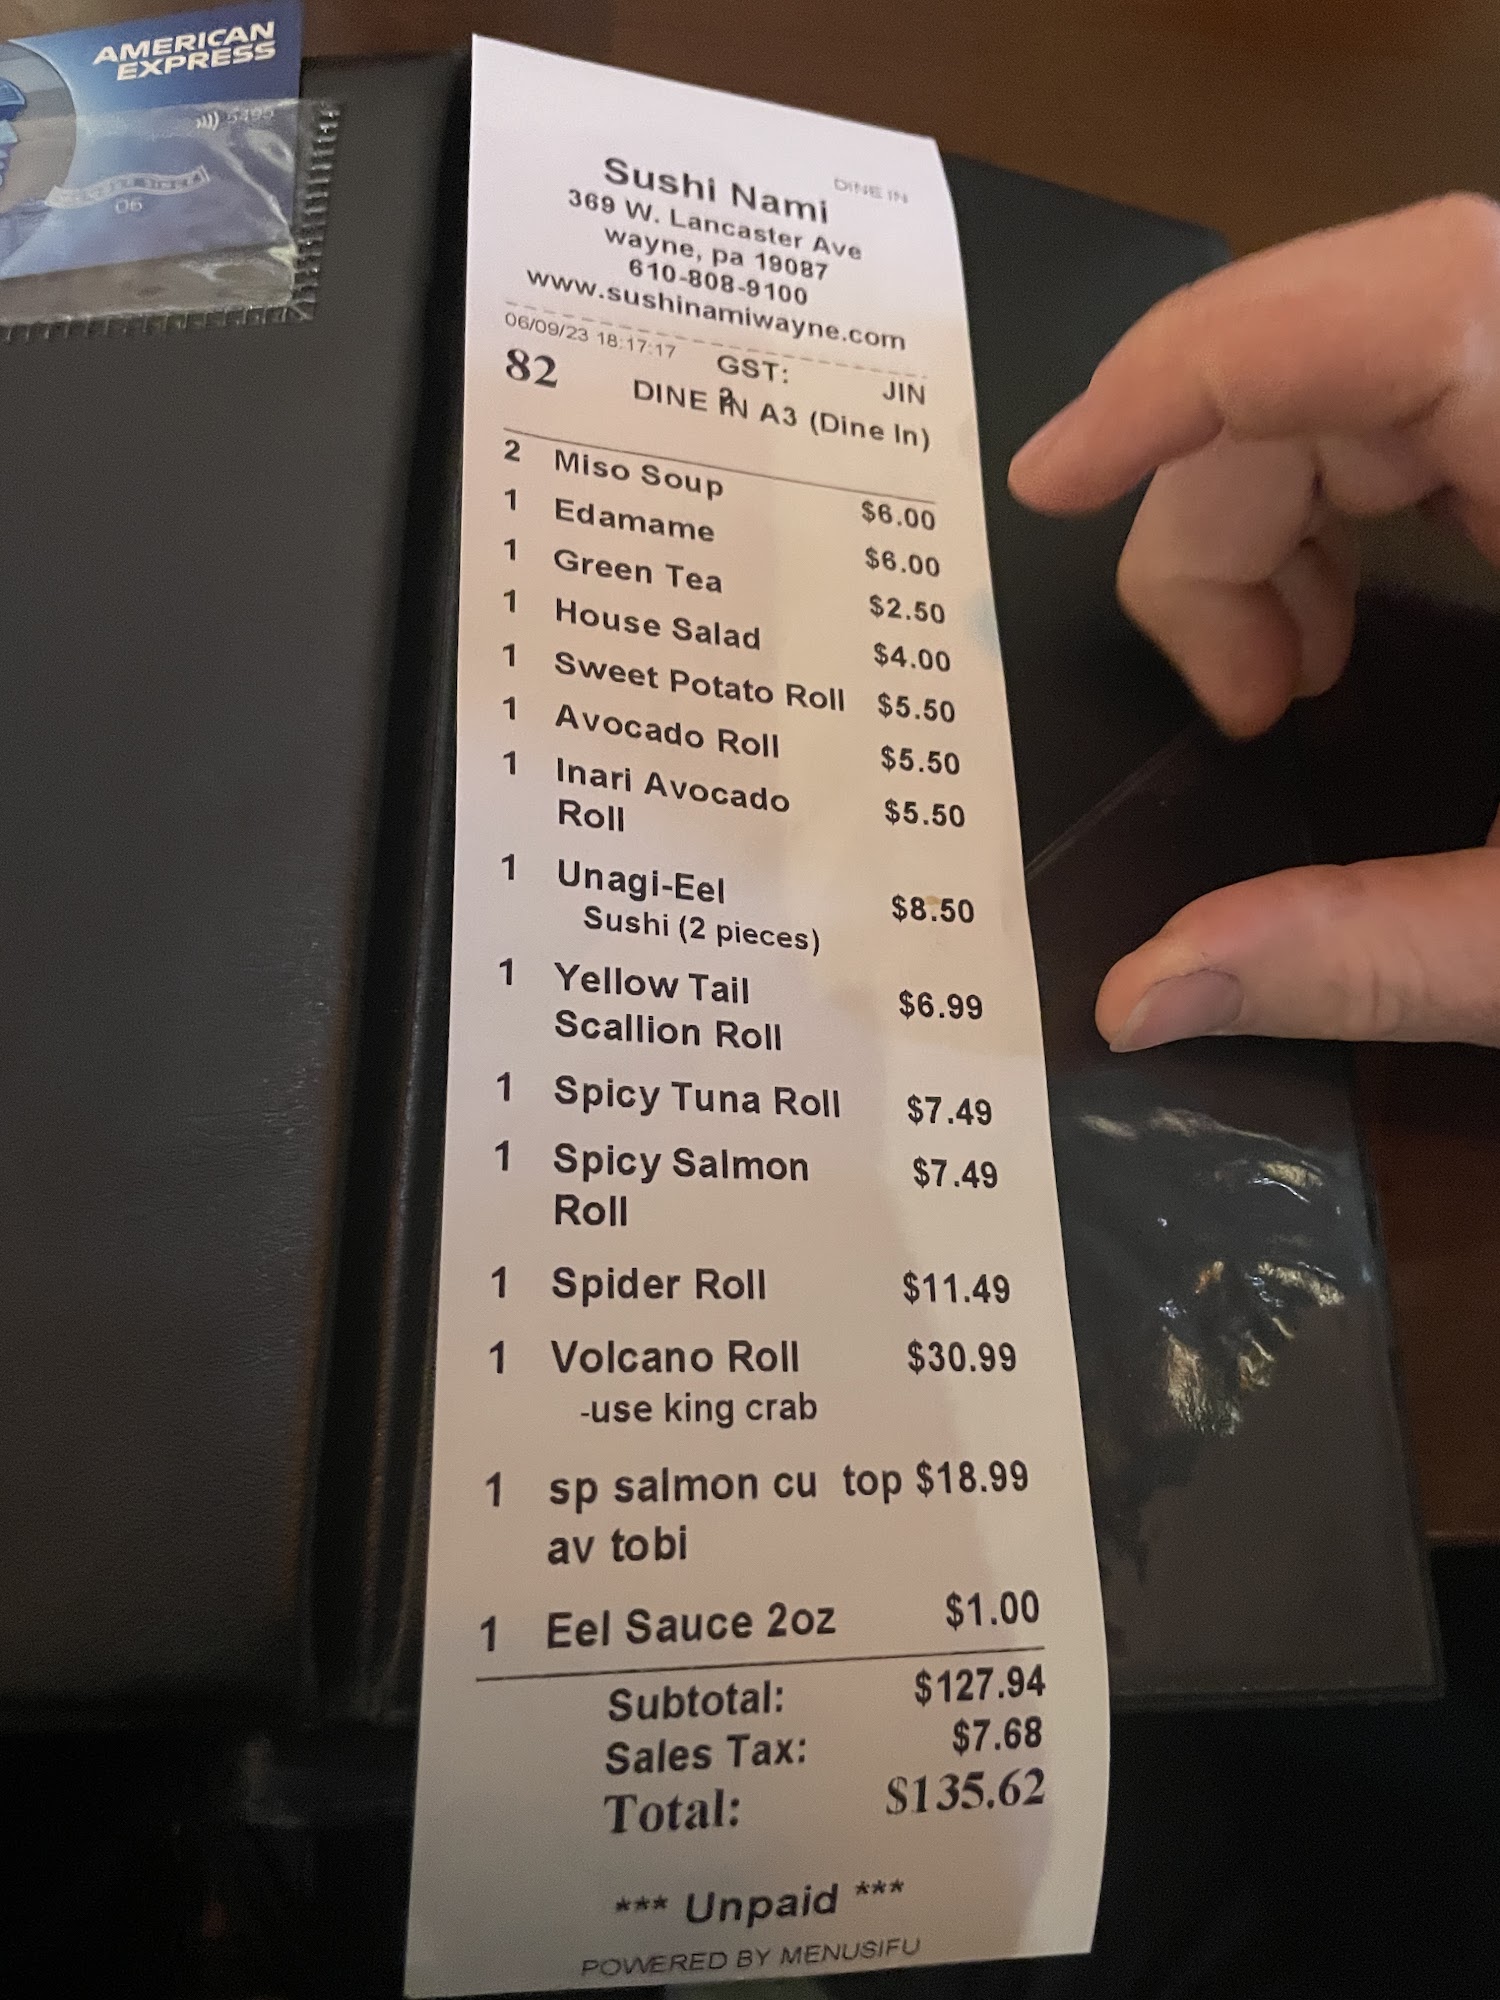 AMERICAN
EXPRESS
5495
06
DINE IN
Sushi Nami
369 W. Lancaster Ave
wayne, pa 19087
610-808-9100
www.sushinamiwayne.com
06/09/23 18:17:17 GST: JIN
82 DINE IN A3 (Dine In)
2 Miso Soup $6.00
1 Edamame $6.00
1 Green Tea $2.50
1 House Salad $4.00
1 Sweet Potato Roll $5.50
1 Avocado Roll $5.50
1 Inari Avocado $5.50
Roll
1 Unagi-Eel $8.50
Sushi (2 pieces)
1 Yellow Tail $6.99
Scallion Roll
1 Spicy Tuna Roll $7.49
1 Spicy Salmon $7.49
Roll
1 Spider Roll $11.49
1 Volcano Roll $30.99
-use king crab
1 sp salmon cu top $18.99
av tobi
1 Eel Sauce 2oz $1.00
Subtotal: $127.94
Sales Tax: $7.68
Total: $135.62
*** Unpaid ***
POWERED BY MENUSIFU